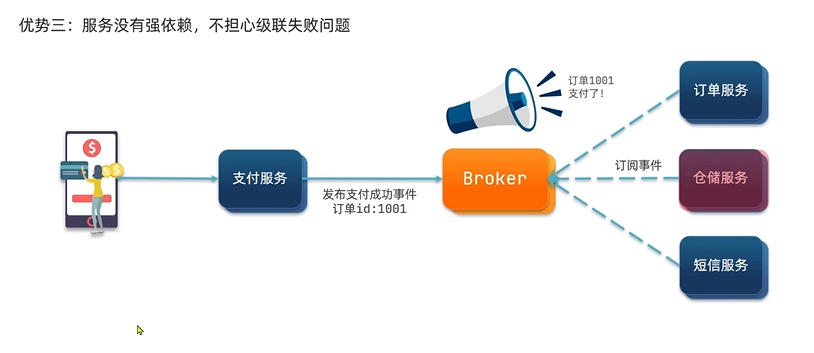 优势三：服务没有强依赖，不担心级联失败问题
订单1001
支付了！
订单服务
支付服务
发布支付成功事件
订单id:1001
Broker
订阅事件
仓储服务
短信服务